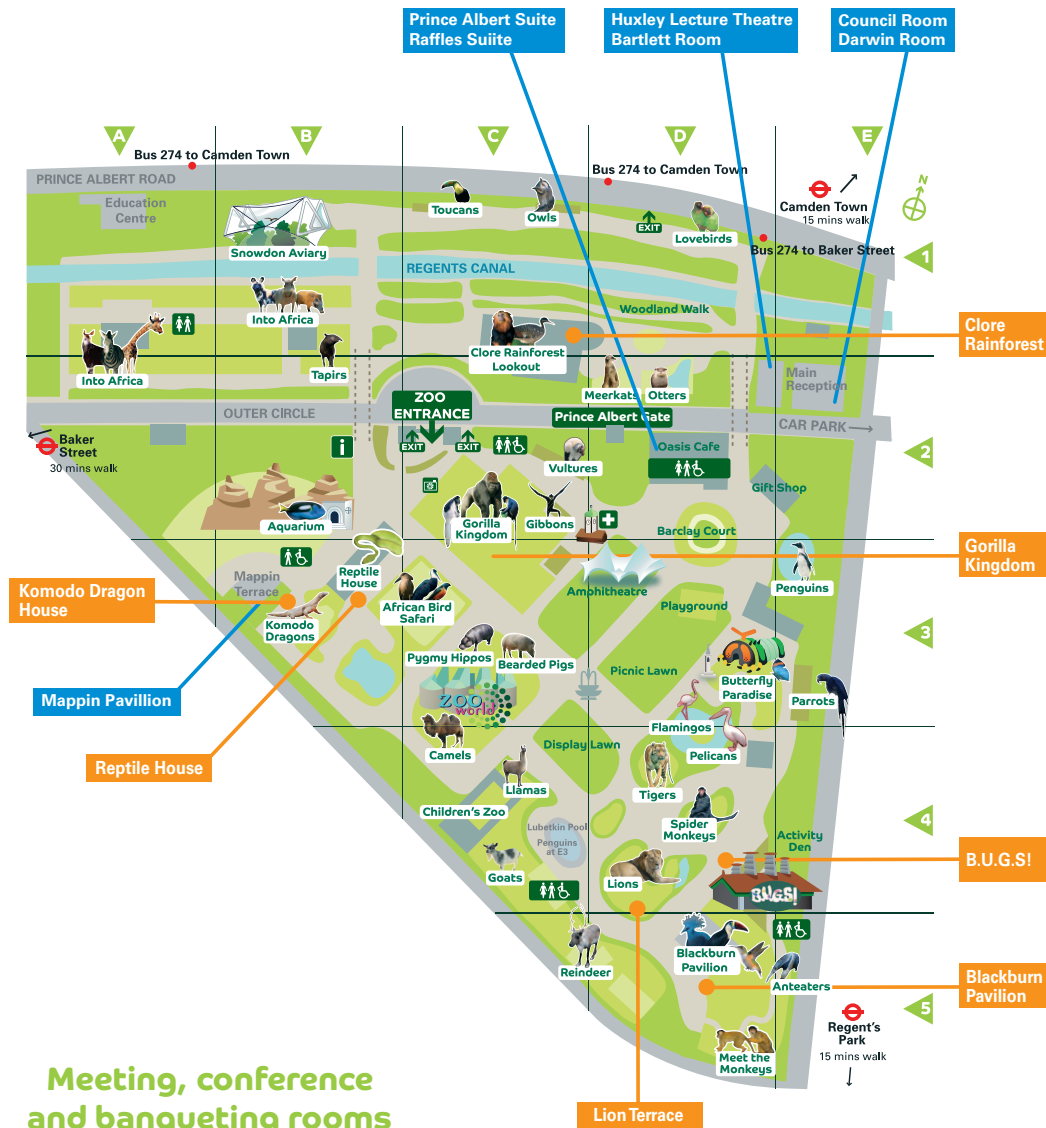 Prince Albert Suite
Raffles Suiite
Huxley Lecture Theatre
Bartlett Room
Council Room
Darwin Room
A
B
C
D
E
Bus 274 to Camden Town
Bus 274 to Camden Town
PRINCE ALBERT ROAD
Education
Centre
Toucans
Owls
EXIT
Lovebirds
Camden Town
15 mins walk
N
Bus 274 to Baker Street
1
Snowdon Aviary
REGENTS CANAL
Woodland Walk
Into Africa
Clore
Rainforest
Into Africa
Tapirs
Clore Rainforest
Lookout
Meerkats
Otters
Main
Reception
OUTER CIRCLE
ZOO
ENTRANCE
Prince Albert Gate
CAR PARK
Baker
Street
30 mins walk
i
EXIT
EXIT
Vultures
Oasis Cafe
2
Gift Shop
Aquarium
Gorilla
Kingdom
Gibbons
Barclay Court
Gorilla
Kingdom
Mappin
Terrace
Reptile
House
Amphitheatre
Penguins
Komodo Dragon
House
Komodo
Dragons
African Bird
Safari
Playground
3
Pygmy Hippos
Bearded Pigs
Picnic Lawn
Butterfly
Paradise
Parrots
Mappin Pavillion
ZOO
world
Flamingos
Camels
Display Lawn
Pelicans
Reptile House
Llamas
Tigers
Children's Zoo
Lubetkin Pool
Penguins
at E3
Spider
Monkeys
Activity
Den
4
Goats
Lions
B.U.G.S!
B.U.G.S!
Reindeer
Blackburn
Pavilion
Anteaters
Blackburn
Pavilion
5
Regent's
Park
15 mins walk
Meet the
Monkeys
Meeting, conference
and banqueting rooms
Lion Terrace